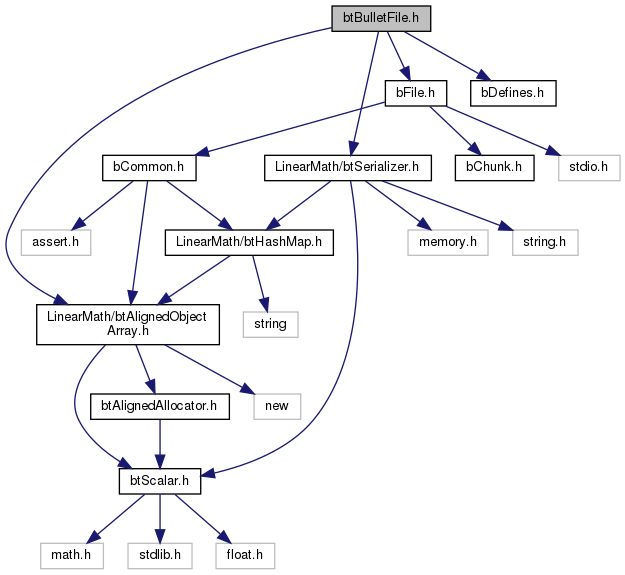 btBulletFile.h
bFile.h
bDefines.h
bCommon.h
LinearMath/btSerializer.h
bChunk.h
stdio.h
assert.h
LinearMath/btHashMap.h
memory.h
string.h
LinearMath/btAlignedObject
Array.h
string
btAlignedAllocator.h
new
btScalar.h
math.h
stdlib.h
float.h